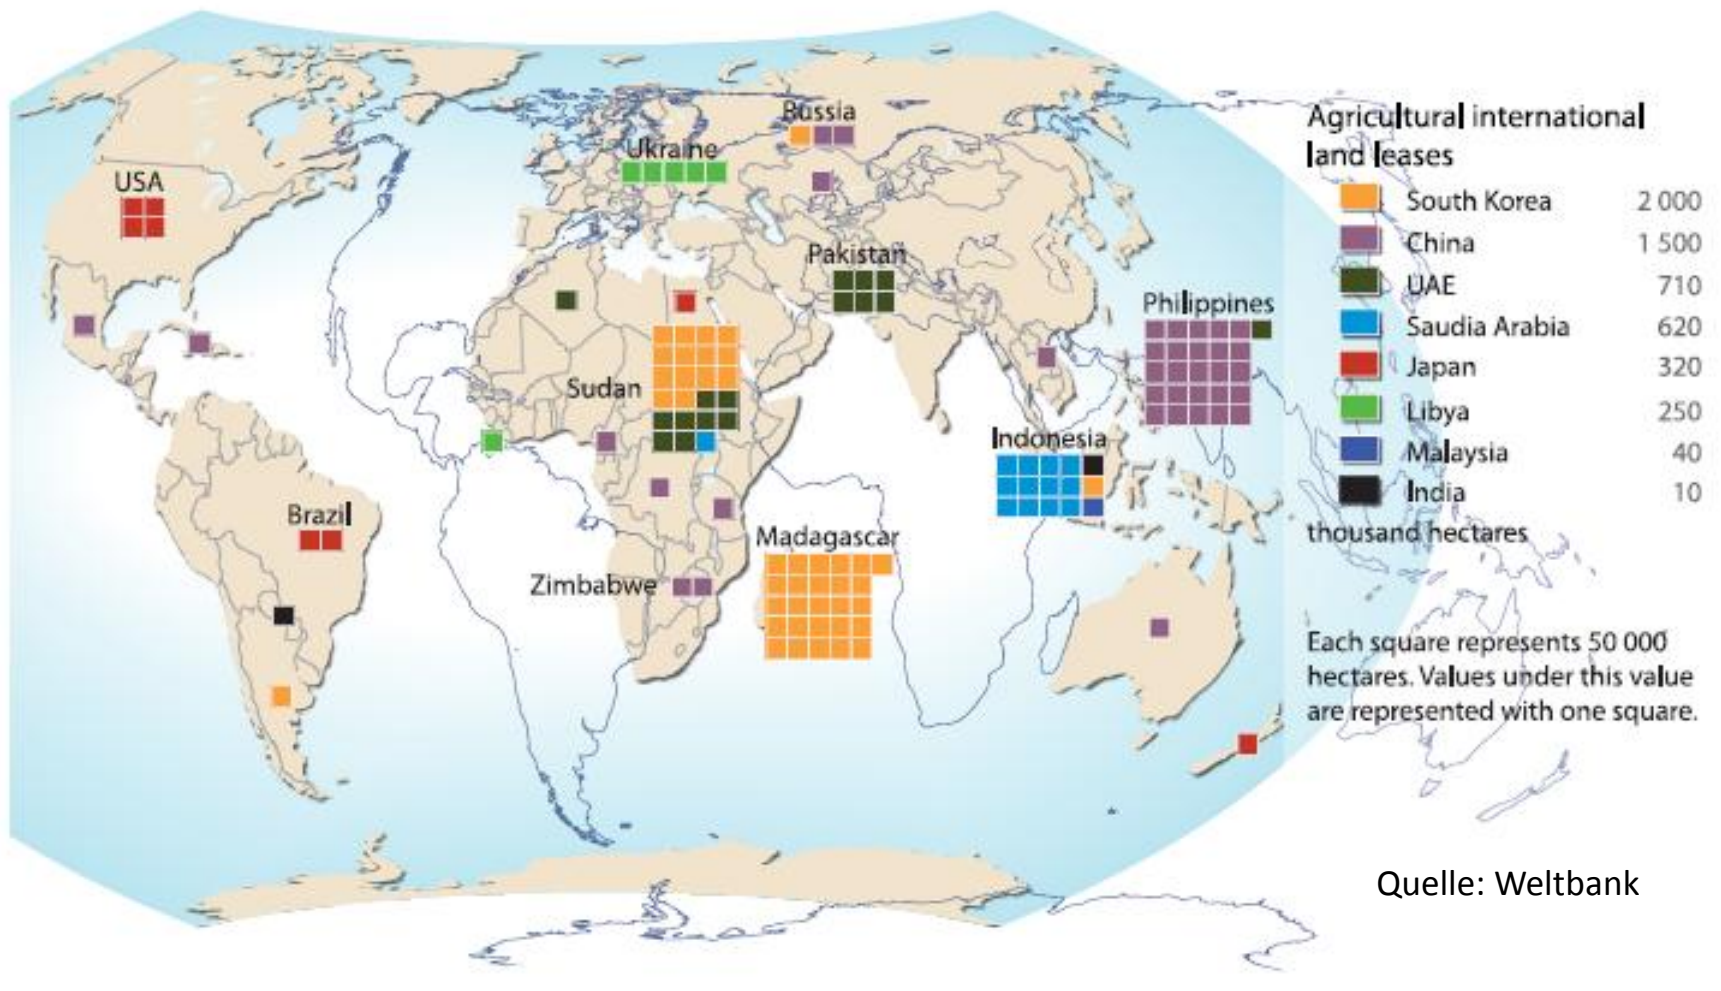 Russia
Ukraine
USA
Pakistan
Philippines
Sudan
Indonesia
Brazil
Madagascar
Zimbabwe
Agricultural international
land leases
South Korea 2 000
China 1 500
UAE 710
Saudia Arabia 620
Japan 320
Libya 250
Malaysia 40
India 10
thousand hectares
Each square represents 50 000
hectares. Values under this value
are represented with one square.
Quelle: Weltbank